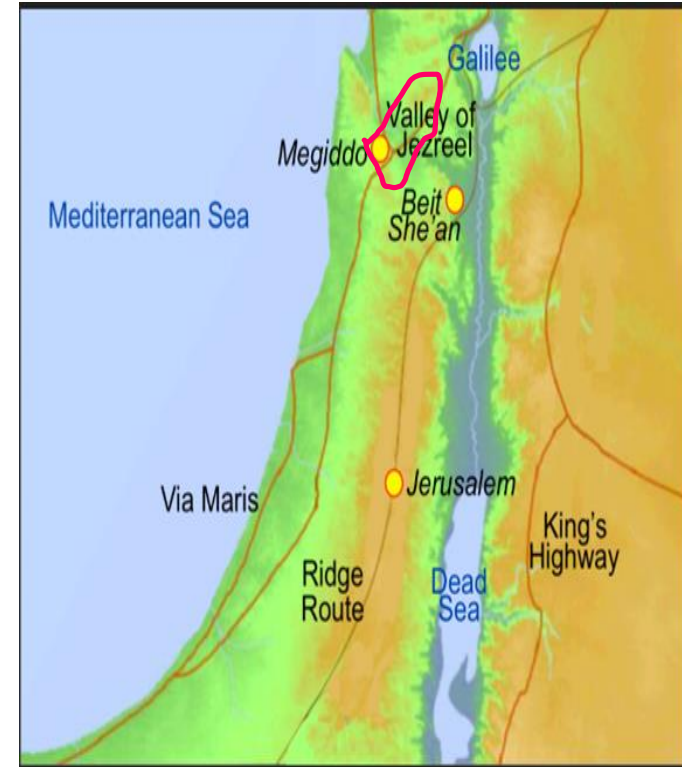 Galilee
Valley of
Jezreel
Megiddo
Beit
She'an
Mediterranean Sea
Via Maris
Jerusalem
King's
Highway
Ridge
Route
Dead
Sea